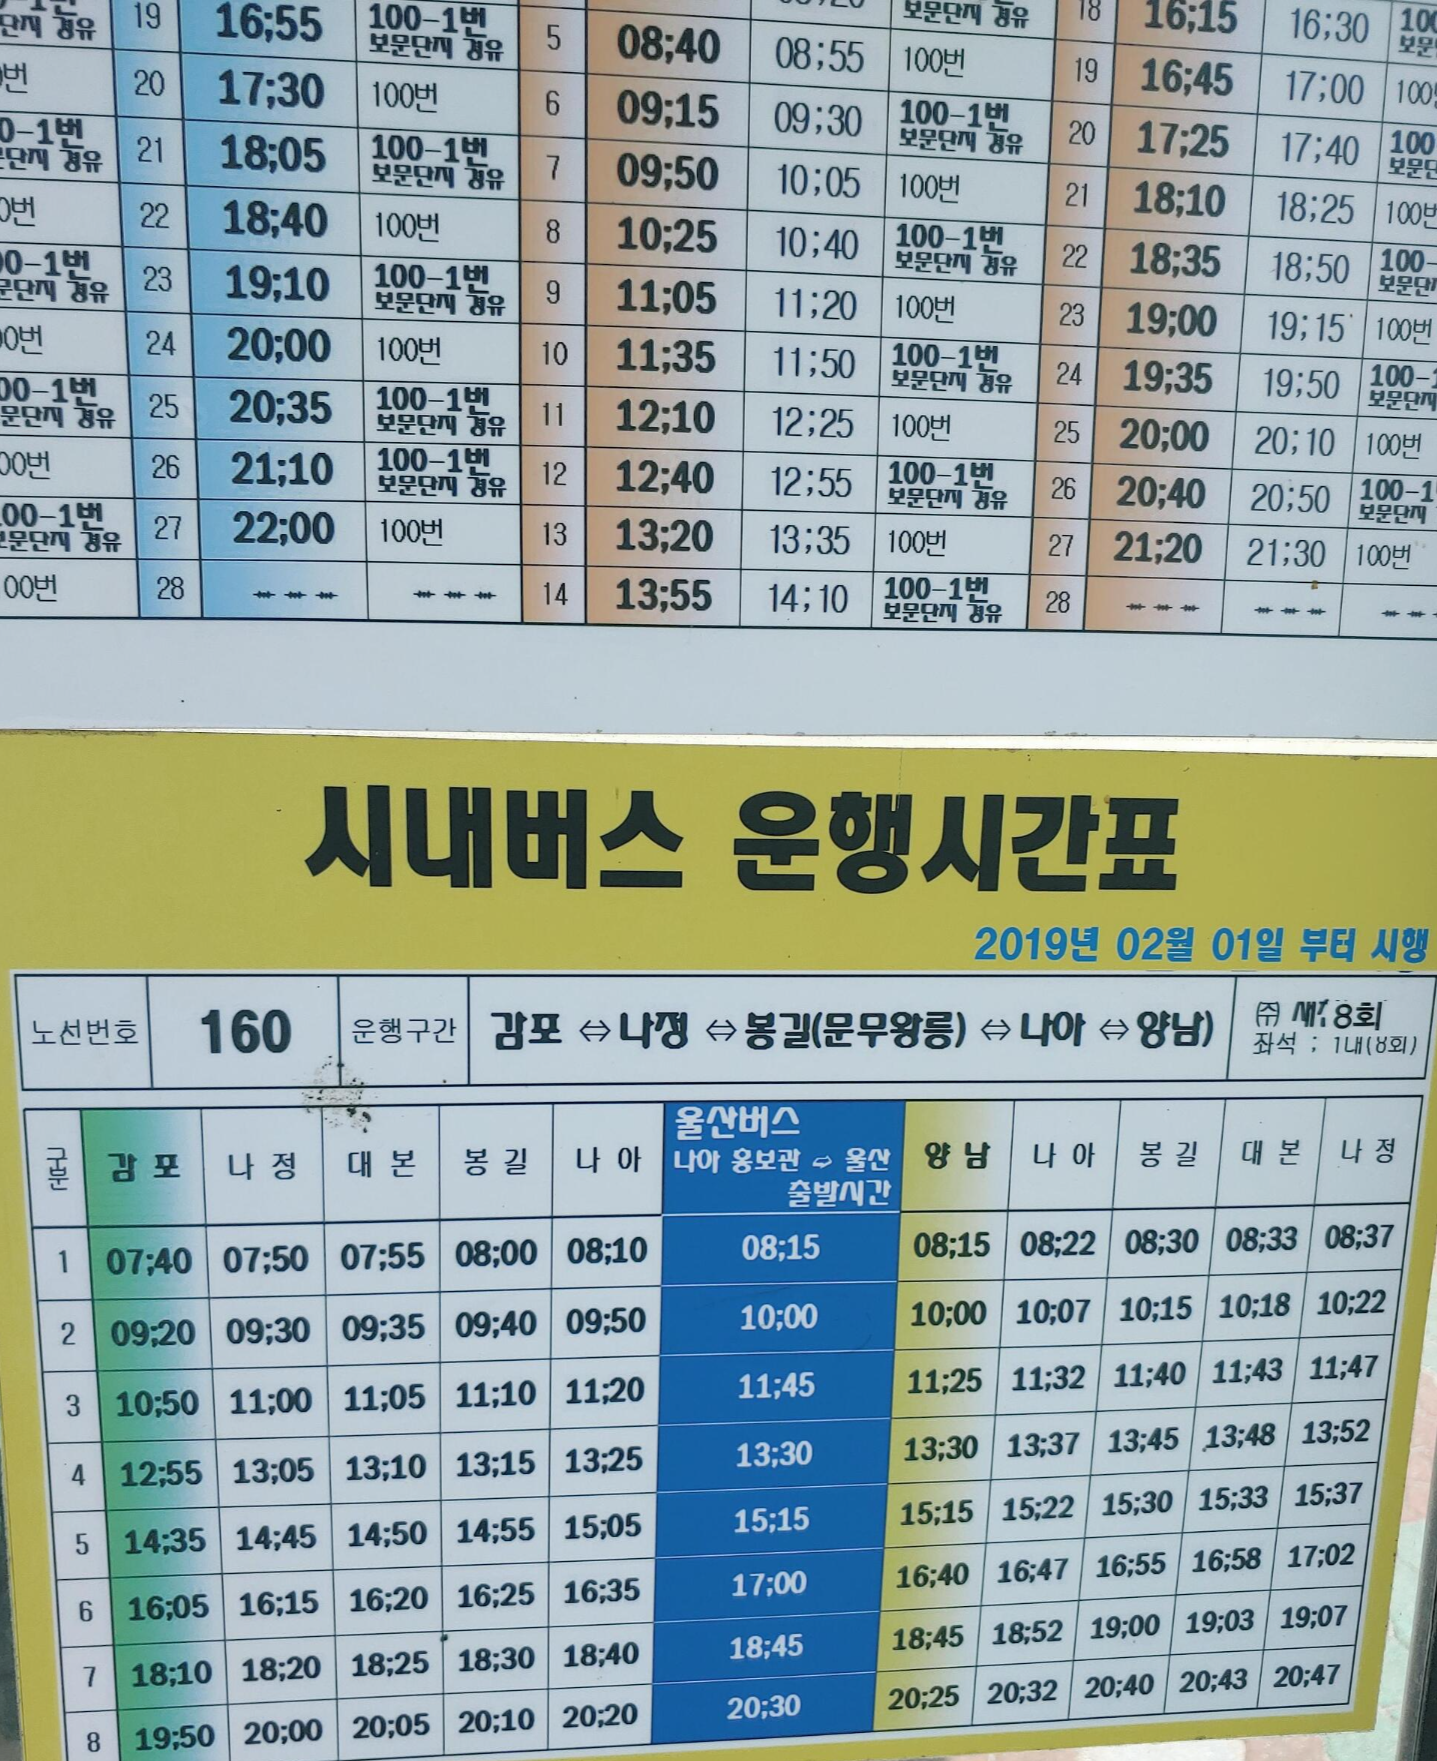 19 16;55 100-1번 보문단지 경유 5 08;40 08;55 100번 18 16;15 16;30
20 17;30 100번 6 09;15 09;30 100-1번 보문단지 경유 19 16;45 17;00
21 18;05 100-1번 보문단지 경유 7 09;50 10;05 100번 20 17;25 17;40
22 18;40 100번 8 10;25 10;40 100-1번 보문단지 경유 21 18;10 18;25
23 19;10 100-1번 보문단지 경유 9 11;05 11;20 100번 22 18;35 18;50
24 20;00 100번 10 11;35 11;50 100-1번 보문단지 경유 23 19;00 19;15 100번
25 20;35 100-1번 보문단지 경유 11 12;10 12;25 100번 24 19;35 19;50
26 21;10 100-1번 보문단지 경유 12 12;40 12;55 100-1번 보문단지 경유 25 20;00 20;10 100번
27 22;00 100번 13 13;20 13;35 100번 26 20;40 20;50 100-1 보문단지
28 14 13;55 14;10 100-1번 보문단지 경유 27 21;20 21;30 100번
28
시내버스 운행시간표
2019년 02월 01일 부터 시행
노선번호 160 운행구간 감포 ⇔ 나정 ⇔ 봉길(문무왕릉) ⇔ 나아 ⇔ 양남) ㈜ 8회
좌석 ;
구분 감 포 나 정 대 본 봉 길 나 아 울산버스 나아 홍보관 ⇨ 울산 출발시간 양 남 나 아 봉 길 대 본 나 정
1 07;40 07;50 07;55 08;00 08;10 08;15 08;15 08;22 08;30 08;33 08;37
2 09;20 09;30 09;35 09;40 09;50 10;00 10;00 10;07 10;15 10;18 10;22
3 10;50 11;00 11;05 11;10 11;20 11;45 11;25 11;32 11;40 11;43 11;47
4 12;55 13;05 13;10 13;15 13;25 13;30 13;30 13;37 13;45 13;48 13;52
5 14;35 14;45 14;50 14;55 15;05 15;15 15;15 15;22 15;30 15;33 15;37
6 16;05 16;15 16;20 16;25 16;35 17;00 16;40 16;47 16;55 16;58 17;02
7 18;10 18;20 18;25 18;30 18;40 18;45 18;45 18;52 19;00 19;03 19;07
8 19;50 20;00 20;05 20;10 20;20 20;30 20;25 20;32 20;40 20;43 20;47